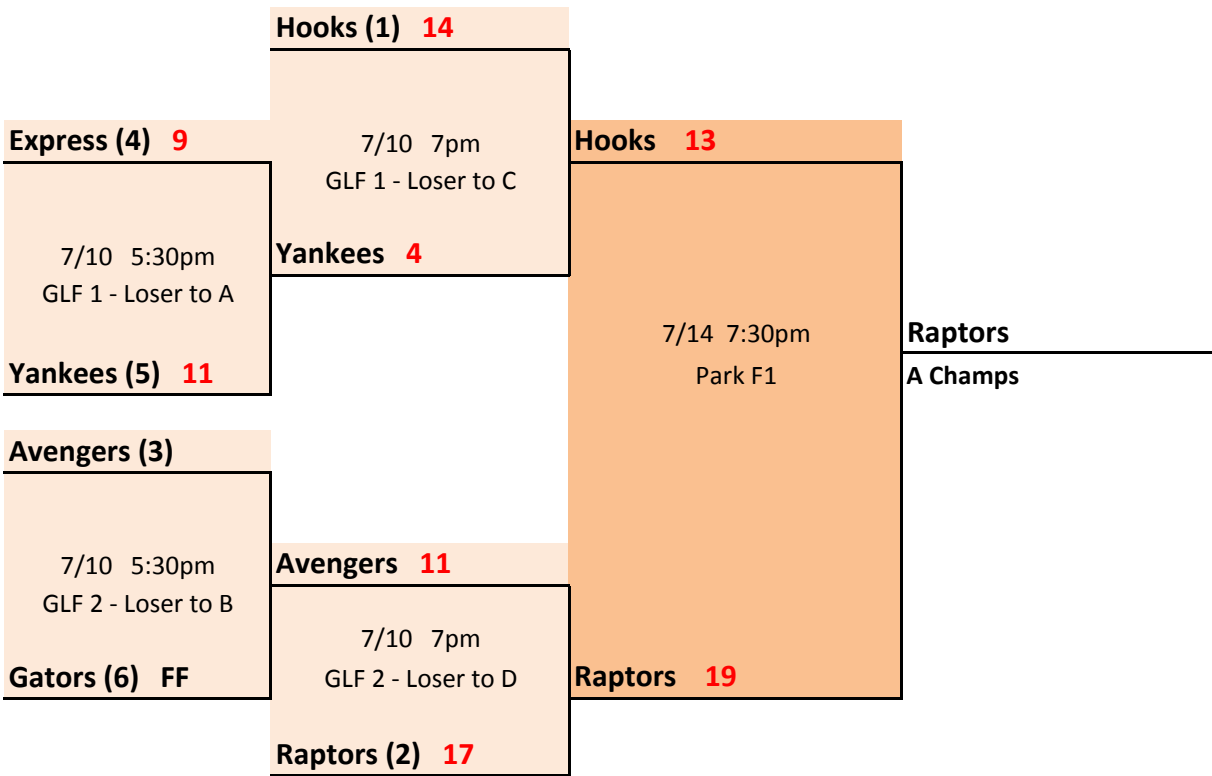 Hooks (1) 14
Express (4) 9
7/10 7pm
Hooks 13
GLF 1 - Loser to C
7/10 5:30pm
Yankees 4
GLF 1 - Loser to A
7/14 7:30pm
Raptors
Yankees (5) 11
Park F1
A Champs
Avengers (3)
7/10 5:30pm
Avengers 11
GLF 2 - Loser to B
7/10 7pm
Gators (6) FF
GLF 2 - Loser to D
Raptors 19
Raptors (2) 17